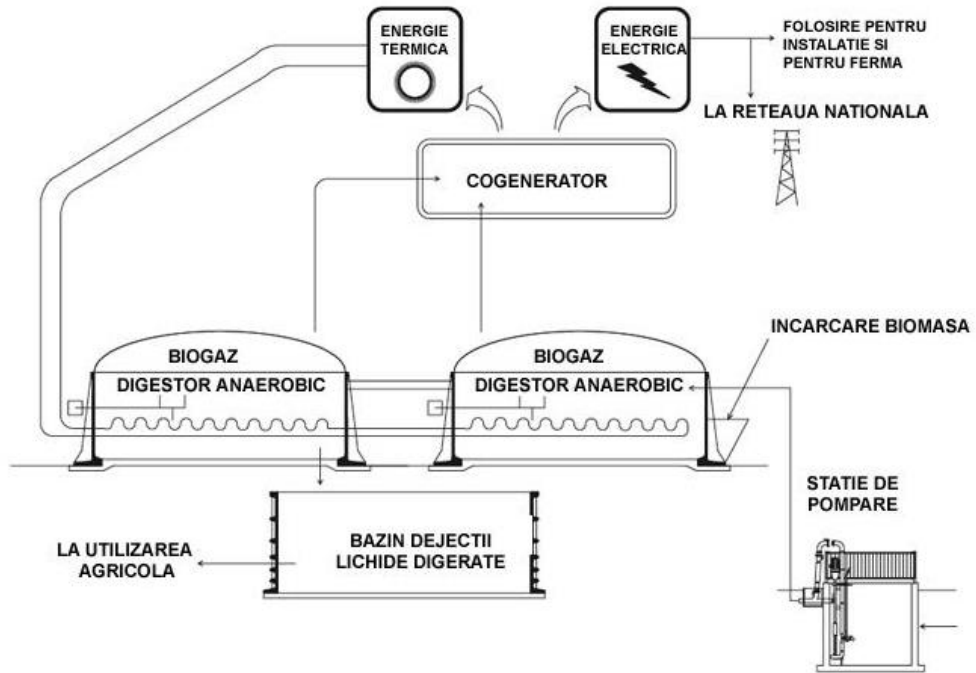 ENERGIE
TERMICA
ENERGIE
ELECTRICA
FOLOSIRE PENTRU
INSTALATIE SI
PENTRU FERMA
LA RETEAUA NATIONALA
COGENERATOR
INCARCARE BIOMASA
BIOGAZ
DIGESTOR ANAEROBIC
BIOGAZ
DIGESTOR ANAEROBIC
STATIE DE
POMPARE
BAZIN DEJECTII
LICHIDE DIGERATE
LA UTILIZAREA
AGRICOLA